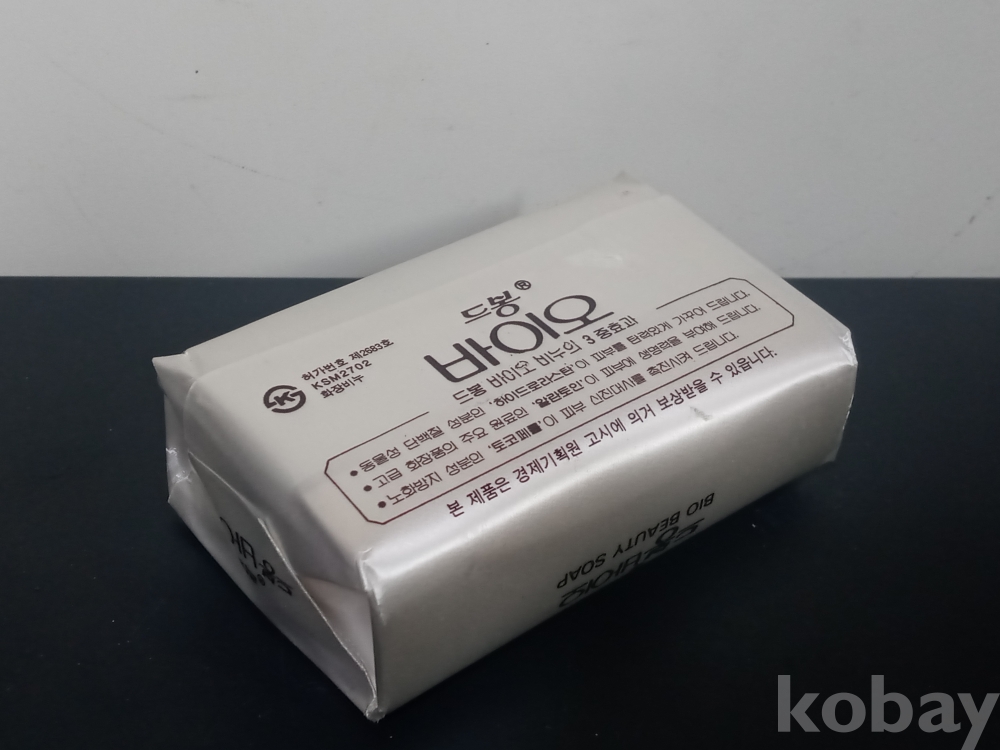 드봉®
바이오
허가번호 제2683호
KSM2702
화장비누
드봉 바이오 비누의 3중효과
• 동물성 단백질 성분인 '하이드로라스틴'이 피부를 탄력있게 가꾸어 드립니다.
• 고급 화장품의 주요 원료인 '알란토인'이 피부에 생명력을 부여해 드립니다.
• 노화방지 성분인 '토코페롤'이 피부 신진대사를 촉진시켜 드립니다.
본 제품은 경제기획원 고시에 의거 보상받을 수 있읍니다.
BIO BEAUTY SOAP
kobay